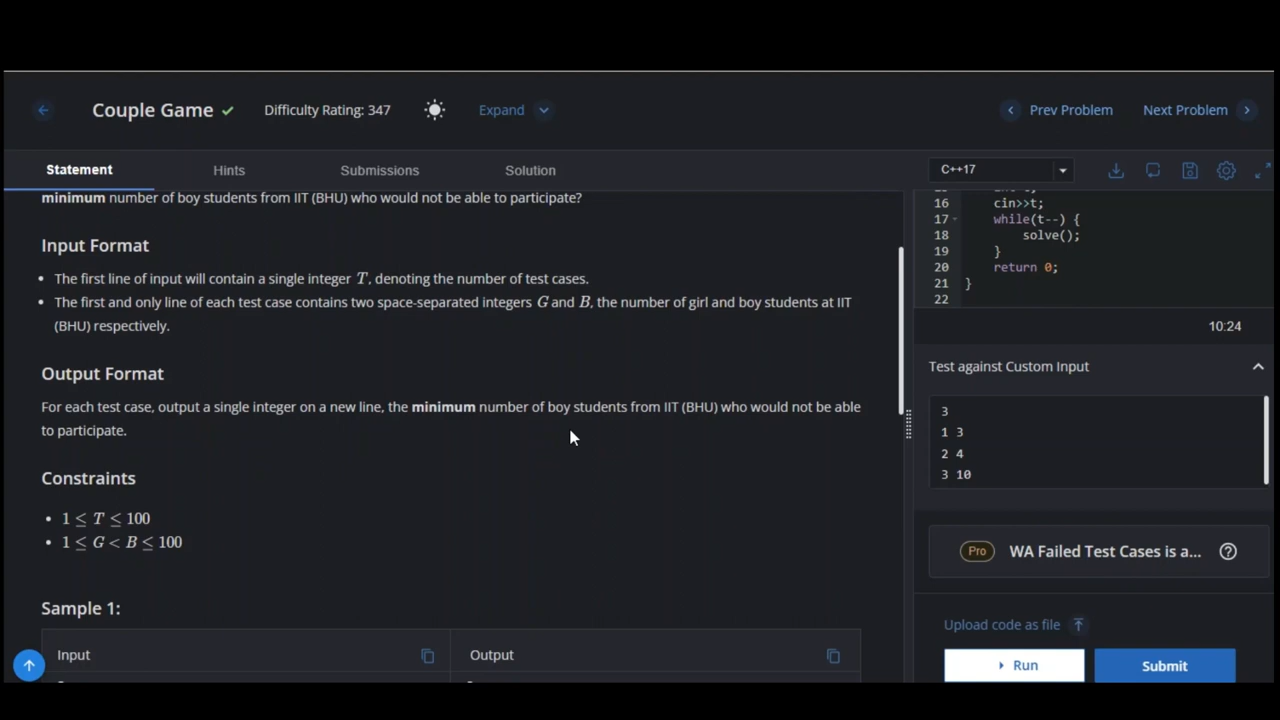 Couple Game
Difficulty Rating: 347
Expand
Prev Problem
Next Problem
Statement
Hints
Submissions
Solution
minimum number of boy students from IIT (BHU) who would not be able to participate?
Input Format
The first line of input will contain a single integer T, denoting the number of test cases.
The first and only line of each test case contains two space-separated integers G and B, the number of girl and boy students at IIT
(BHU) respectively.
Output Format
For each test case, output a single integer on a new line, the minimum number of boy students from IIT (BHU) who would not be able
to participate.
Constraints
1 ≤ T ≤ 100
1 ≤ G < B ≤ 100
Sample 1:
Input
Output
C++17
16 cin>>t;
17 while(t--) {
18 solve();
19 }
20 return 0;
21 }
22
10:24
Test against Custom Input
3
1 3
2 4
3 10
Pro WA Failed Test Cases is a...
Upload code as file
Run
Submit